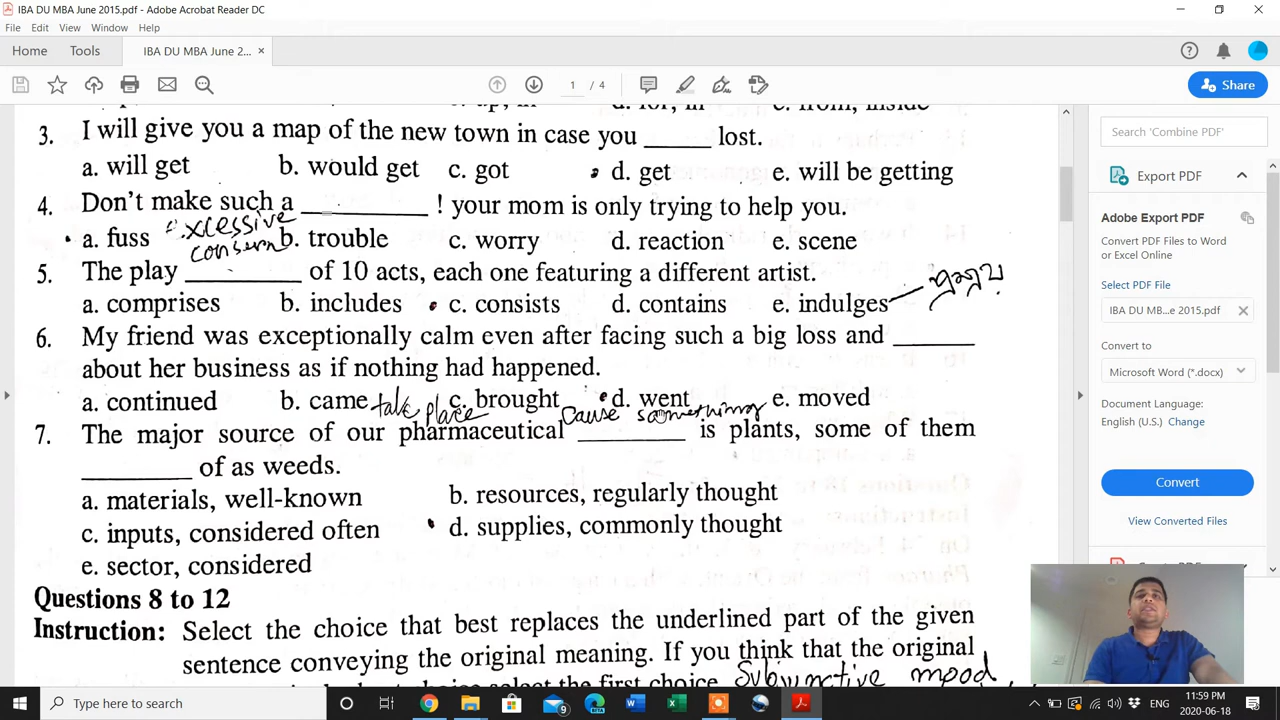 IBA DU MBA June 2015.pdf - Adobe Acrobat Reader DC
File Edit View Window Help
Home Tools IBA DU MBA June 2... ×
1 / 4 Share
3. I will give you a map of the new town in case you ______ lost.
a. will get b. would get c. got d. get e. will be getting
4. Don't make such a ___________ ! your mom is only trying to help you.
excessive
a. fuss b. trouble c. worry d. reaction e. scene
5. The play __________ of 10 acts, each one featuring a different artist.
a. comprises b. includes c. consists d. contains e. indulges
6. My friend was exceptionally calm even after facing such a big loss and _______
about her business as if nothing had happened.
a. continued b. came c. brought d. went e. moved
take place cause something
7. The major source of our pharmaceutical _________ is plants, some of them
_________ of as weeds.
a. materials, well-known b. resources, regularly thought
c. inputs, considered often d. supplies, commonly thought
e. sector, considered
Questions 8 to 12
Instruction: Select the choice that best replaces the underlined part of the given
sentence conveying the original meaning. If you think that the original
Subjunctive mood
Search 'Combine PDF'
Export PDF
Adobe Export PDF
Convert PDF Files to Word
or Excel Online
Select PDF File
IBA DU MB...e 2015.pdf
Convert to
Microsoft Word (*.docx)
Document Language:
English (U.S.) Change
Convert
View Converted Files
Type here to search
ENG
11:59 PM
2020-06-18